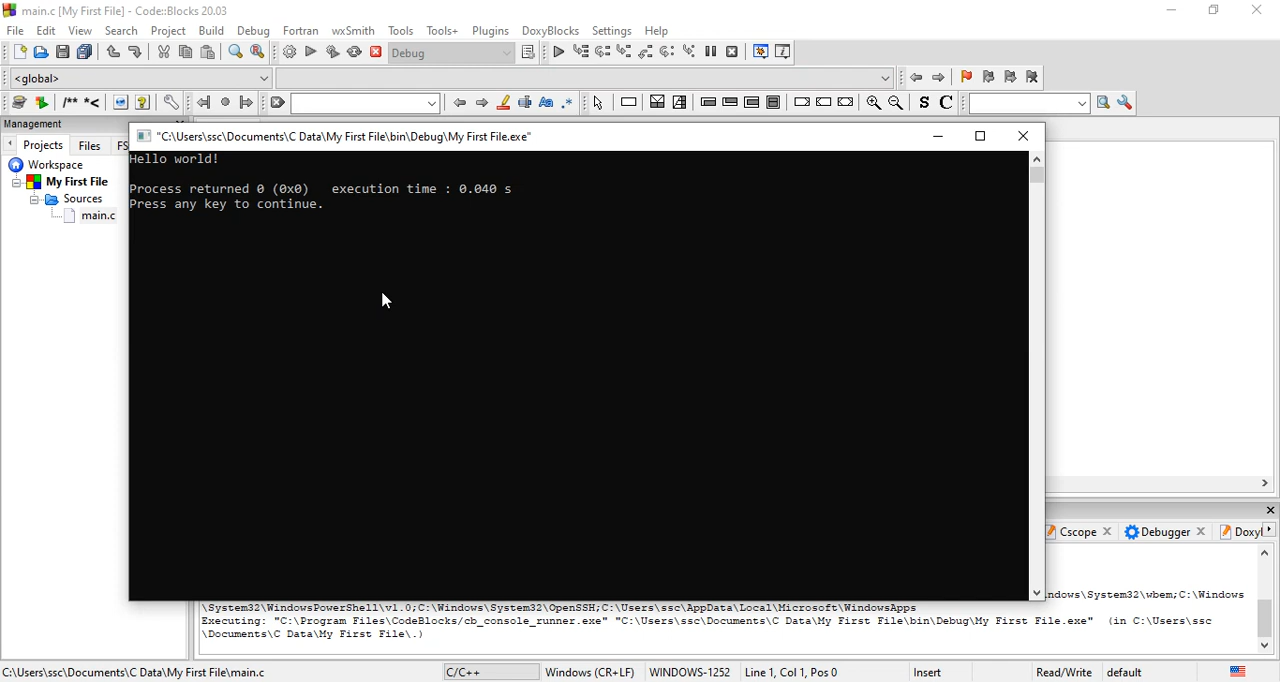 main.c [My First File] - Code::Blocks 20.03
File Edit View Search Project Build Debug Fortran wxSmith Tools Tools+ Plugins DoxyBlocks Settings Help
Debug
<global>
/** *<
S C
Management
Projects Files FS
"C:\Users\ssc\Documents\C Data\My First File\bin\Debug\My First File.exe"
Workspace
My First File
Sources
main.c
Hello world!
Process returned 0 (0x0)   execution time : 0.040 s
Press any key to continue.
Cscope Debugger Doxyl
ndows\System32\wbem;C:\Windows
\System32\WindowsPowerShell\v1.0;C:\Windows\System32\OpenSSH;C:\Users\ssc\AppData\Local\Microsoft\WindowsApps
Executing: "C:\Program Files\CodeBlocks/cb_console_runner.exe" "C:\Users\ssc\Documents\C Data\My First File\bin\Debug\My First File.exe"  (in C:\Users\ssc
\Documents\C Data\My First File\.)
C:\Users\ssc\Documents\C Data\My First File\main.c C/C++ Windows (CR+LF) WINDOWS-1252 Line 1, Col 1, Pos 0 Insert Read/Write default